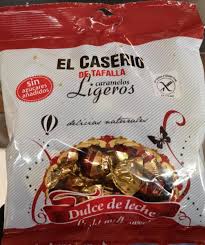 EL CASERIO
DE TAFALLA
sin
azúcares
añadidos
caramelos
Ligeros
delicias naturales
Dulce de leche